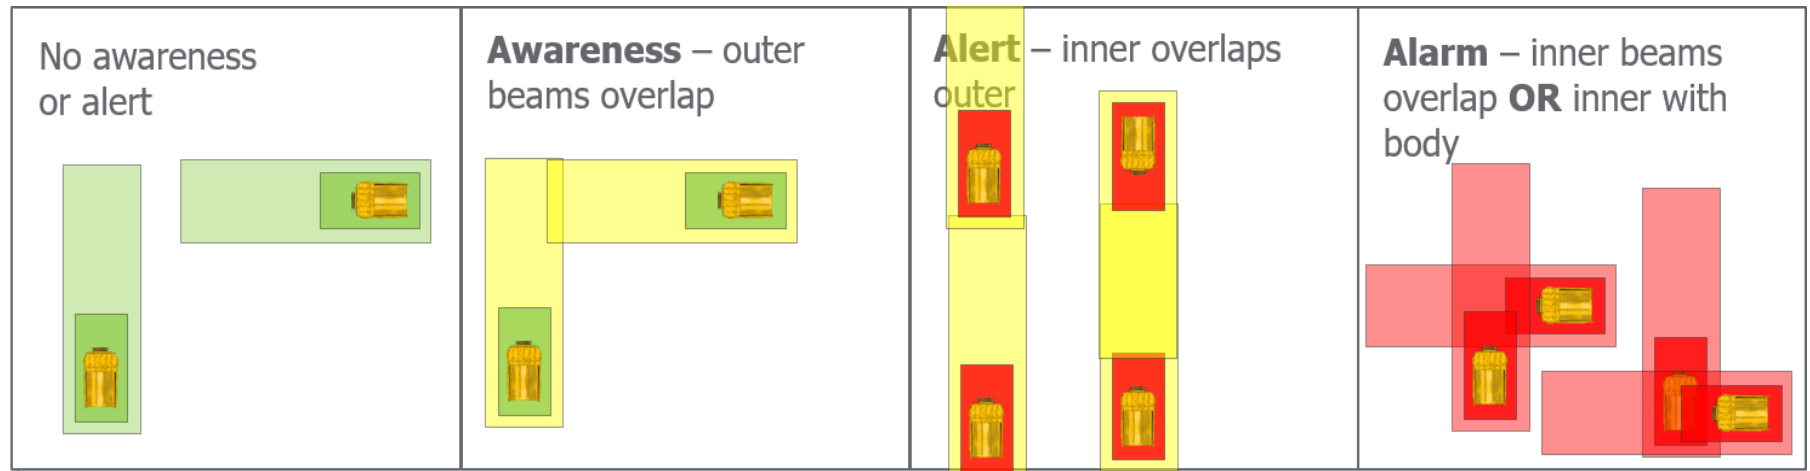 No awareness
or alert
Awareness – outer
beams overlap
Alert – inner overlaps
outer
Alarm – inner beams
overlap OR inner with
body